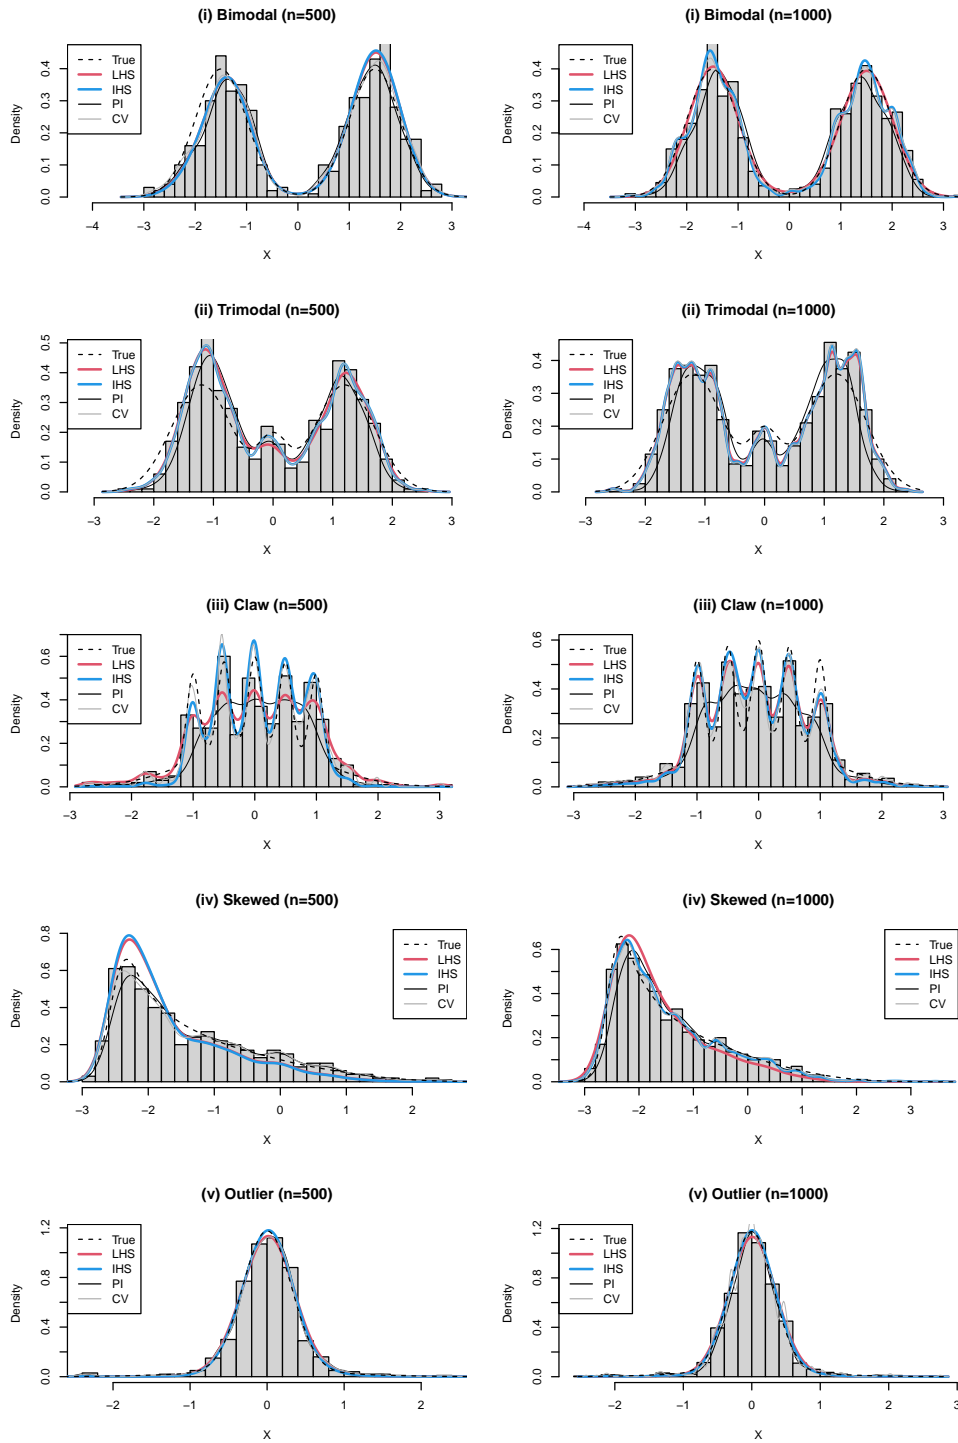 (i) Bimodal (n=500)
Density
0.0 0.1 0.2 0.3 0.4
True
LHS
IHS
PI
CV
−4 −3 −2 −1 0 1 2 3
X
(i) Bimodal (n=1000)
Density
0.0 0.1 0.2 0.3 0.4
True
LHS
IHS
PI
CV
−4 −3 −2 −1 0 1 2 3
X
(ii) Trimodal (n=500)
Density
0.0 0.1 0.2 0.3 0.4 0.5
True
LHS
IHS
PI
CV
−3 −2 −1 0 1 2 3
X
(ii) Trimodal (n=1000)
Density
0.0 0.1 0.2 0.3 0.4
True
LHS
IHS
PI
CV
−3 −2 −1 0 1 2 3
X
(iii) Claw (n=500)
Density
0.0 0.2 0.4 0.6
True
LHS
IHS
PI
CV
−3 −2 −1 0 1 2 3
X
(iii) Claw (n=1000)
Density
0.0 0.2 0.4 0.6
True
LHS
IHS
PI
CV
−3 −2 −1 0 1 2 3
X
(iv) Skewed (n=500)
Density
0.0 0.2 0.4 0.6 0.8
True
LHS
IHS
PI
CV
−3 −2 −1 0 1 2
X
(iv) Skewed (n=1000)
Density
0.0 0.2 0.4 0.6
True
LHS
IHS
PI
CV
−3 −2 −1 0 1 2 3
X
(v) Outlier (n=500)
Density
0.0 0.4 0.8 1.2
True
LHS
IHS
PI
CV
−2 −1 0 1 2
X
(v) Outlier (n=1000)
Density
0.0 0.4 0.8 1.2
True
LHS
IHS
PI
CV
−2 −1 0 1 2 3
X